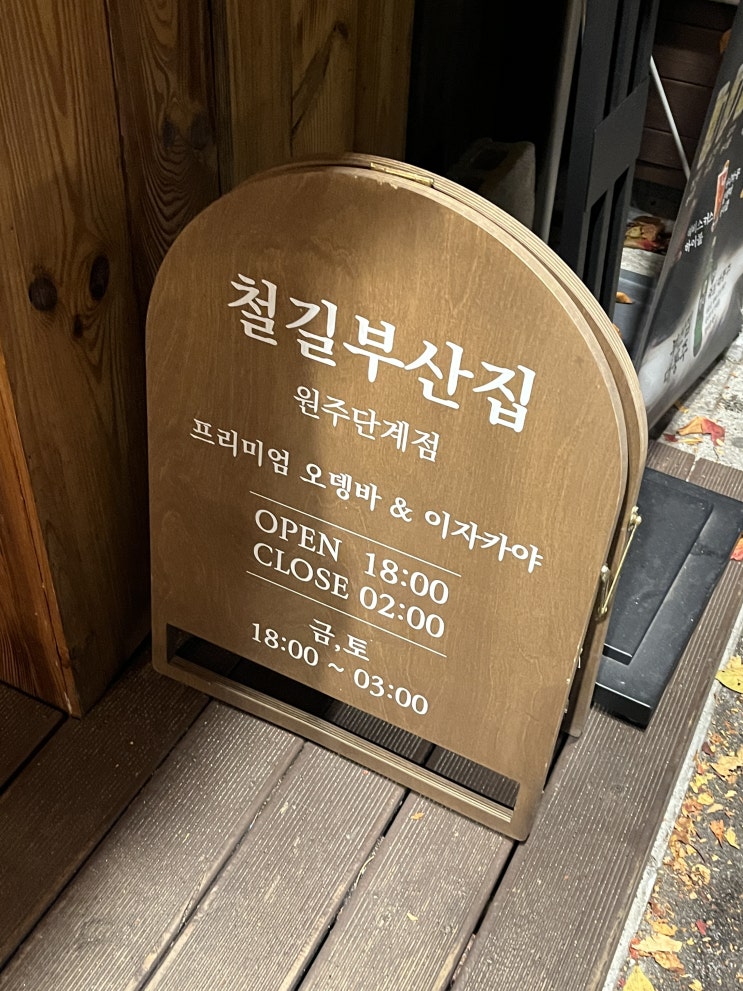 철길부산집
원주단계점
프리미엄 오뎅바 & 이자카야
OPEN 18:00
CLOSE 02:00
금,토
18:00 ~ 03:00